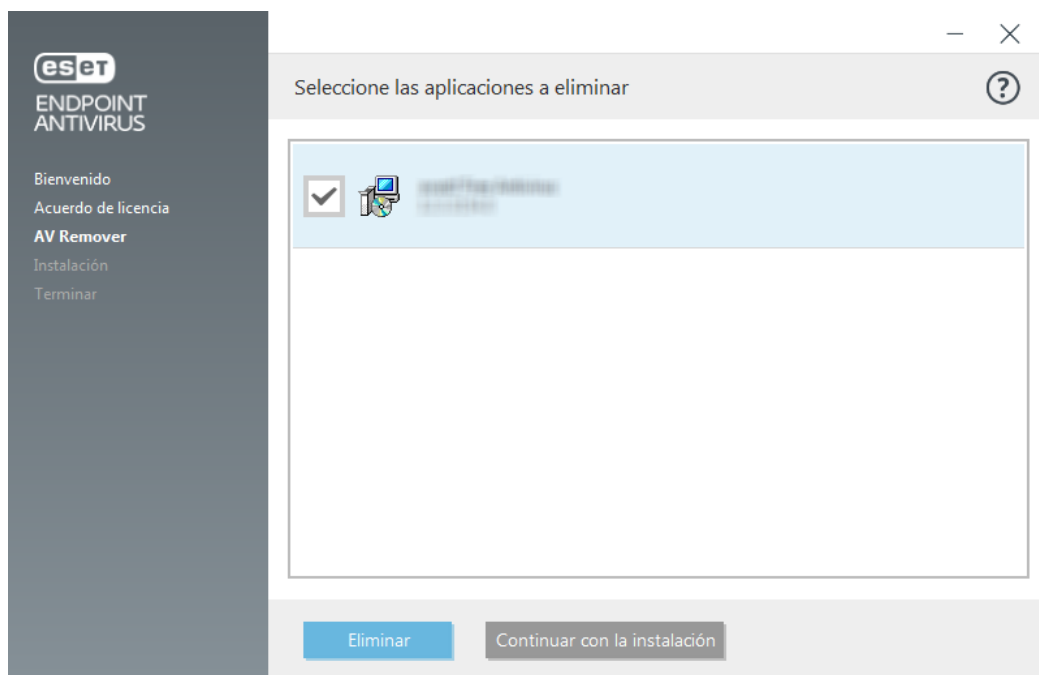 eset
ENDPOINT
ANTIVIRUS
Bienvenido
Acuerdo de licencia
AV Remover
Instalación
Terminar
Seleccione las aplicaciones a eliminar
?
Eliminar
Continuar con la instalación